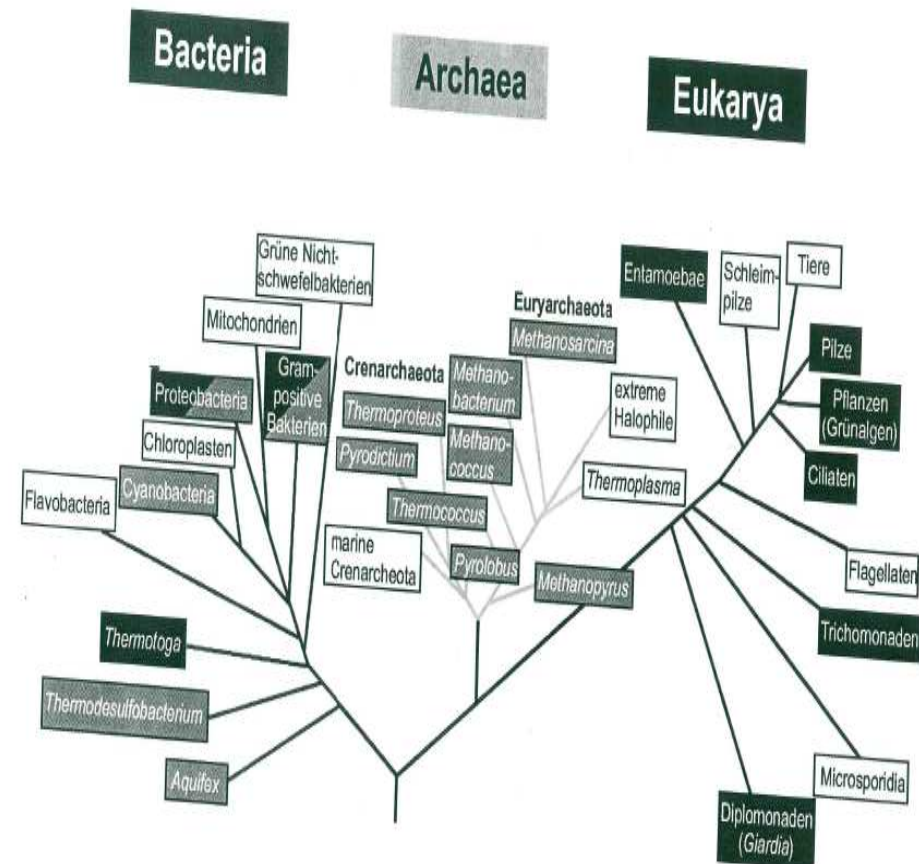 Bacteria
Archaea
Eukarya
Grüne Nicht-
schwefelbakterien
Mitochondrien
Gram-
positive
Bakterien
Proteobacteria
Chloroplasten
Cyanobacteria
Flavobacteria
Thermotoga
Thermodesulfobacterium
Aquifex
Crenarchaeota
Thermoproteus
Pyrodictium
Thermococcus
marine
Crenarcheota
Euryarchaeota
Methanosarcina
Methano-
bacterium
Methano-
coccus
Pyrolobus
Methanopyrus
extreme
Halophile
Thermoplasma
Entamoebae
Schleim-
pilze
Tiere
Pilze
Pflanzen
(Grünalgen)
Ciliaten
Flagellaten
Trichomonaden
Microsporidia
Diplomonaden
(Giardia)